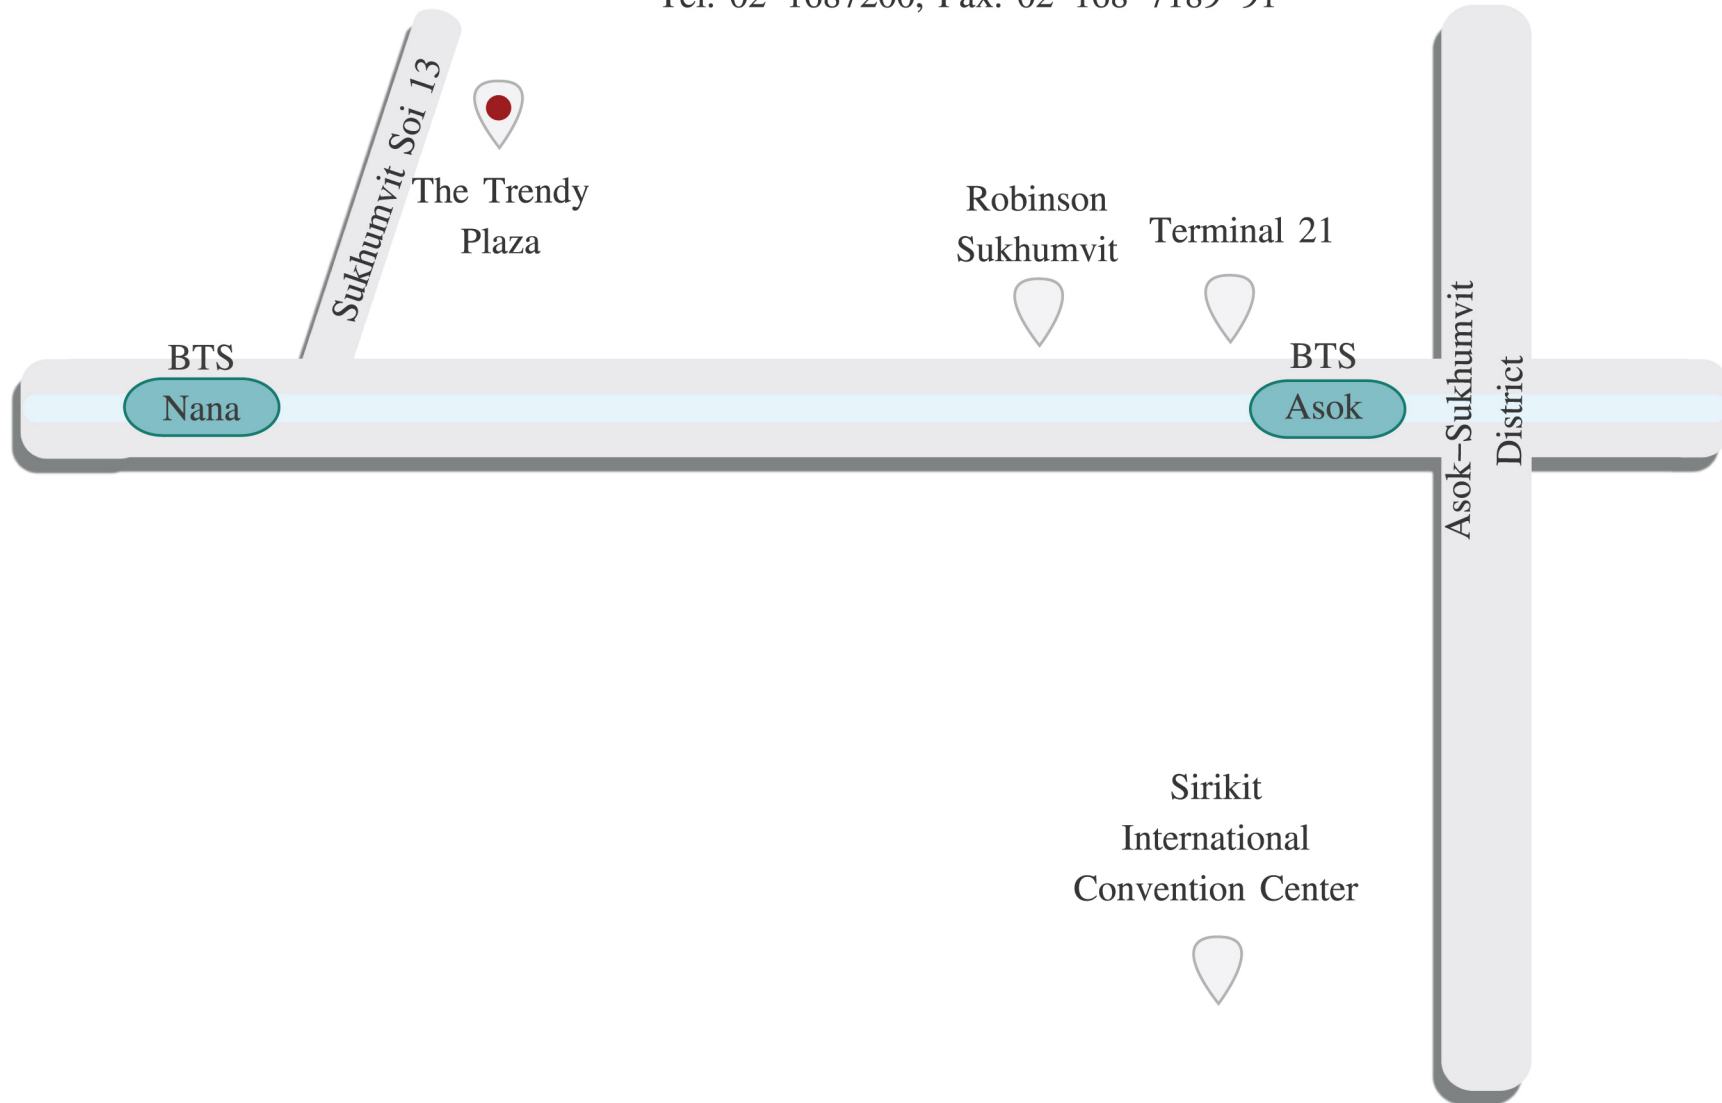 Sukhumvit Soi 13
The Trendy
Plaza
Robinson
Sukhumvit
Terminal 21
BTS
Nana
BTS
Asok
Asok–Sukhumvit
District
Sirikit
International
Convention Center